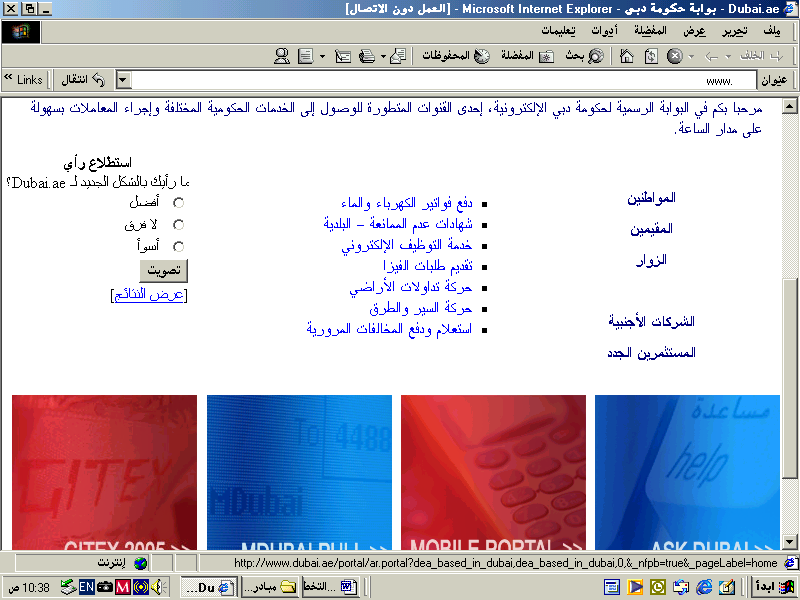 Dubai.ae - بوابة حكومة دبي - Microsoft Internet Explorer - [العمل دون الاتصال]
ملف تحرير عرض المفضلة أدوات تعليمات
الخلف بحث المفضلة المحفوظات
عنوان www. انتقال Links »
مرحبا بكم في البوابة الرسمية لحكومة دبي الإلكترونية، إحدى القنوات المتطورة للوصول إلى الخدمات الحكومية المختلفة وإجراء المعاملات بسهولة
على مدار الساعة.
المواطنين
المقيمين
الزوار
الشركات الأجنبية
المستثمرين الجدد
دفع فواتير الكهرباء والماء
شهادات عدم الممانعة – البلدية
خدمة التوظيف الإلكتروني
تقديم طلبات الفيزا
حركة تداولات الأراضي
حركة السير والطرق
استعلام ودفع المخالفات المرورية
استطلاع رأي
ما رأيك بالشكل الجديد لـ Dubai.ae؟
أفضل
لا فرق
أسوأ
تصويت
[عرض النتائج]
مساعدة
help
ASK DUBAI >>
MOBILE PORTAL >>
To 4488
MDubai
MDUBAI PULL >>
GITEX
GITEX 2005 >>
http://www.dubai.ae/portal/ar.portal?dea_based_in_dubai,dea_based_in_dubai,0,&_nfpb=true&_pageLabel=home
إنترنت
ابدأ
التخط...
مبادر...
Du...
EN
10:38 ص